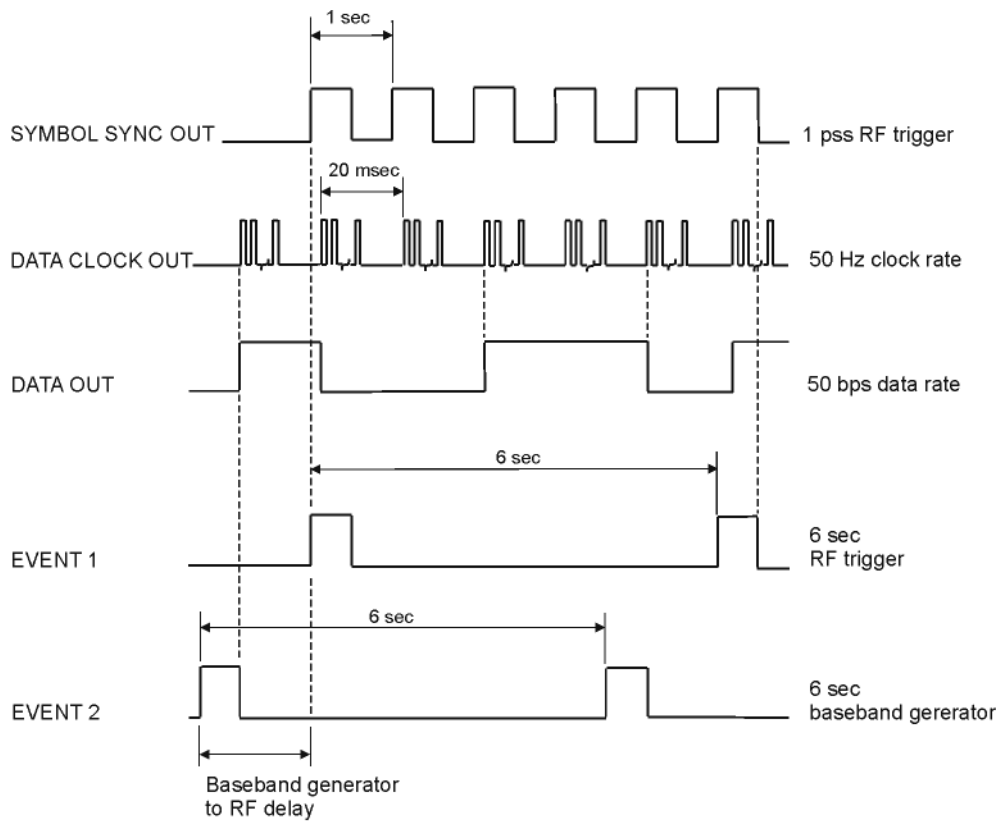 1 sec
SYMBOL SYNC OUT
1 pss RF trigger
20 msec
DATA CLOCK OUT
50 Hz clock rate
DATA OUT
50 bps data rate
6 sec
EVENT 1
6 sec
RF trigger
6 sec
EVENT 2
6 sec
baseband gererator
Baseband generator
to RF delay